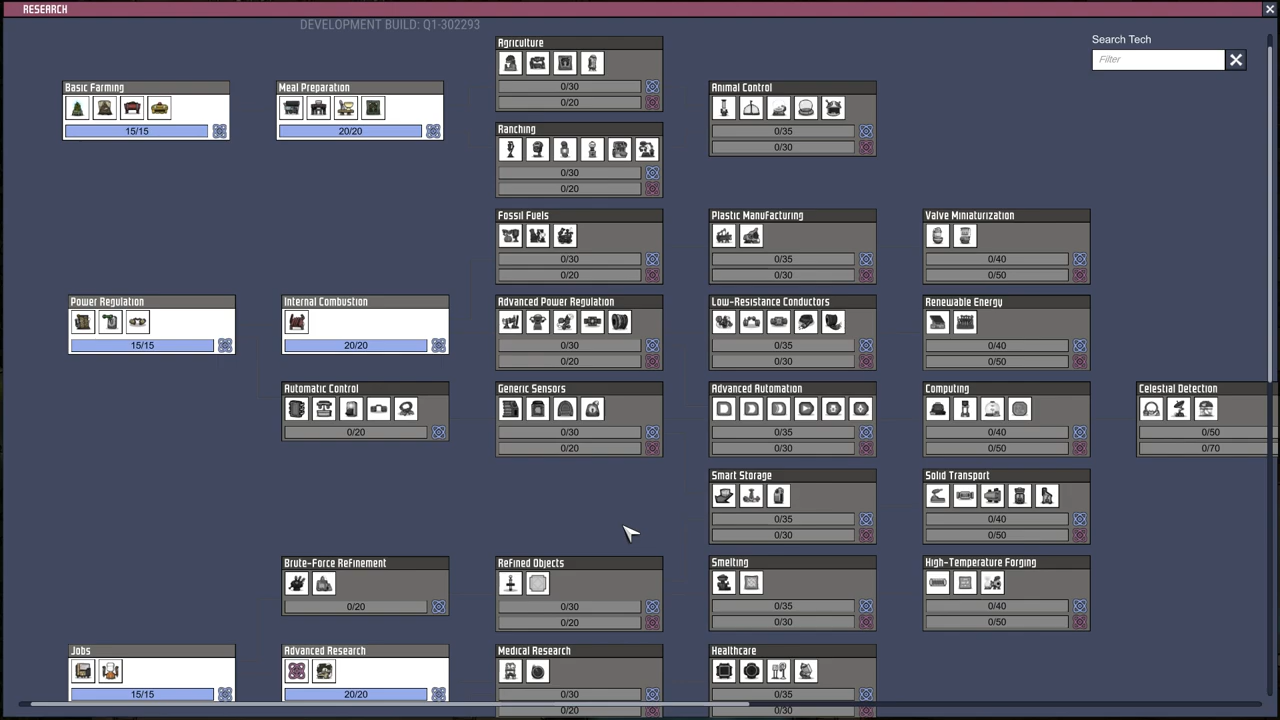 RESEARCH
DEVELOPMENT BUILD: Q1-302293
Search Tech
Filter
Agriculture
0/30
0/20
Basic Farming
15/15
Meal Preparation
20/20
Animal Control
0/35
0/30
Ranching
0/30
0/20
Fossil Fuels
0/30
0/20
Plastic Manufacturing
0/35
0/30
Valve Miniaturization
0/40
0/50
Power Regulation
15/15
Internal Combustion
20/20
Advanced Power Regulation
0/30
0/20
Low-Resistance Conductors
0/35
0/30
Renewable Energy
0/40
0/50
Automatic Control
0/20
Generic Sensors
0/30
0/20
Advanced Automation
0/35
0/30
Computing
0/40
0/50
Celestial Detection
0/50
0/70
Smart Storage
0/35
0/30
Solid Transport
0/40
0/50
Brute-Force Refinement
0/20
Refined Objects
0/30
0/20
Smelting
0/35
0/30
High-Temperature Forging
0/40
0/50
Jobs
15/15
Advanced Research
20/20
Medical Research
0/30
0/20
Healthcare
0/35
0/30